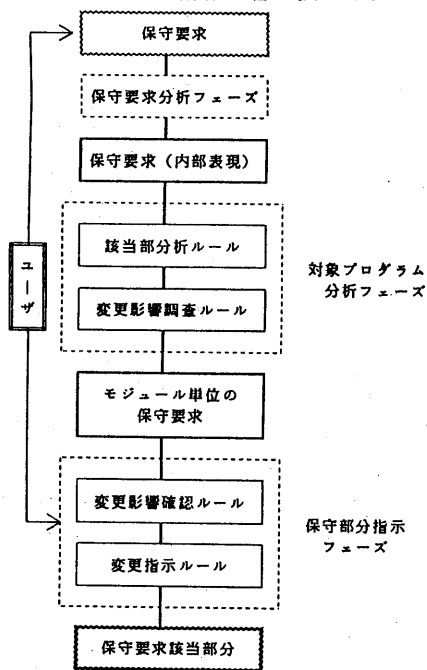 保守要求
保守要求分析フェーズ
保守要求（内部表現）
該当部分析ルール
変更影響調査ルール
対象プログラム
分析フェーズ
ユーザ
モジュール単位の
保守要求
変更影響確認ルール
変更指示ルール
保守部分指示
フェーズ
保守要求該当部分